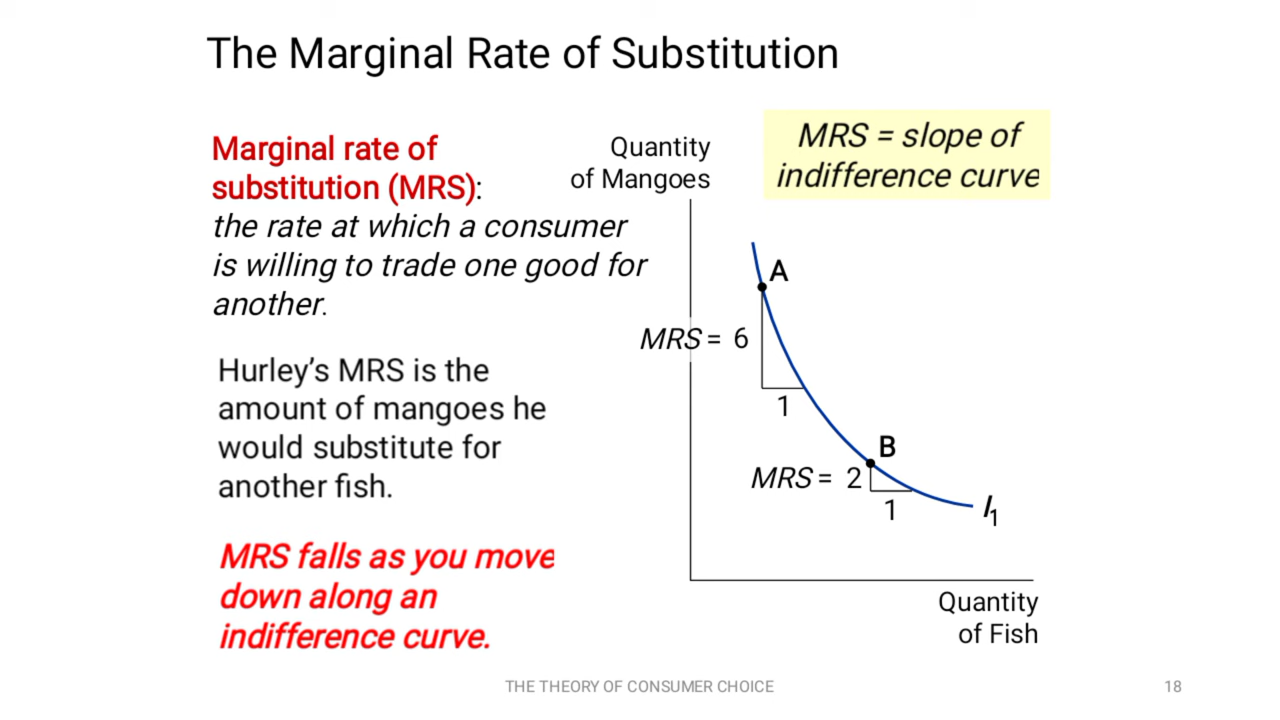 The Marginal Rate of Substitution
Marginal rate of
substitution (MRS):
the rate at which a consumer
is willing to trade one good for
another.
Hurley’s MRS is the
amount of mangoes he
would substitute for
another fish.
MRS falls as you move
down along an
indifference curve.
Quantity
of Mangoes
MRS = slope of
indifference curve
A
MRS = 6
1
B
MRS = 2
1
I1
Quantity
of Fish
THE THEORY OF CONSUMER CHOICE
18